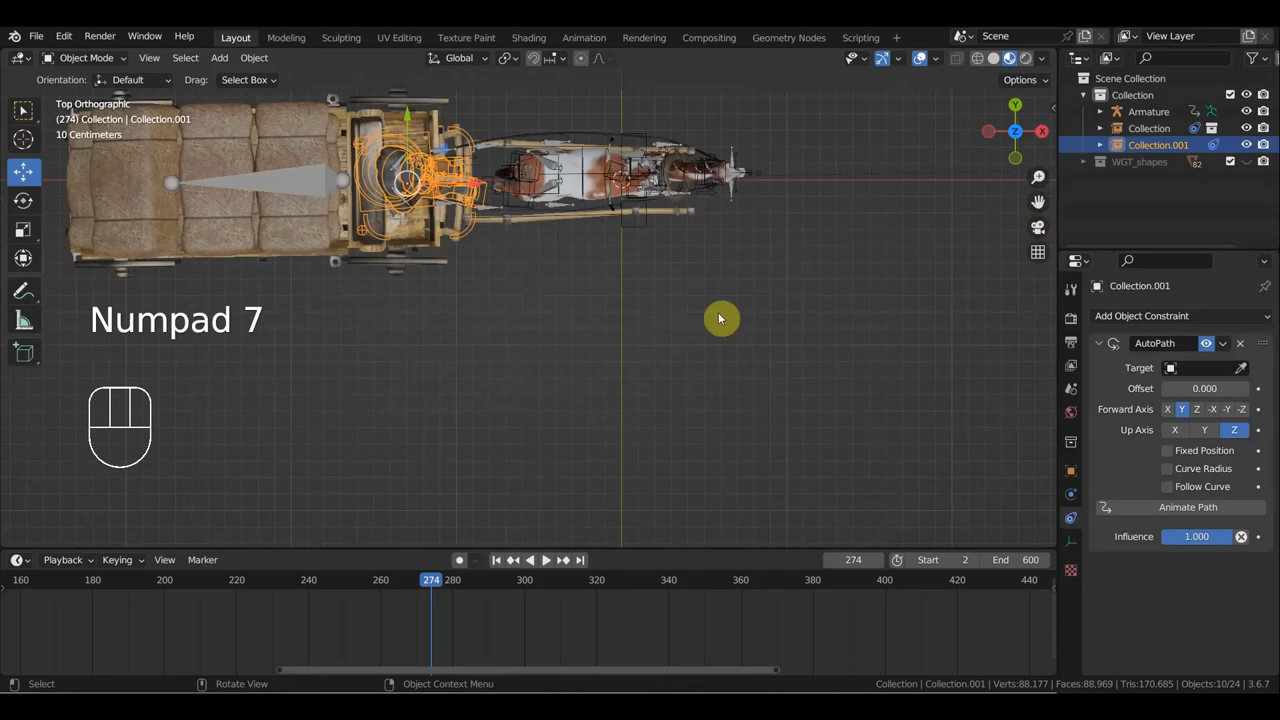 File Edit Render Window Help Layout Modeling Sculpting UV Editing Texture Paint Shading Animation Rendering Compositing Geometry Nodes Scripting + Scene View Layer
Object Mode View Select Add Object Global
Orientation: Default Drag: Select Box Options
Top Orthographic
(274) Collection | Collection.001
10 Centimeters
Y
Z
X
Numpad 7
Scene Collection
Collection
Armature
Collection
Collection.001
WGT_shapes 82
Collection.001
Add Object Constraint
AutoPath
Target
Offset 0.000
Forward Axis X Y Z -X -Y -Z
Up Axis X Y Z
Fixed Position
Curve Radius
Follow Curve
Animate Path
Influence 1.000
Playback Keying View Marker 274 Start 2 End 600
160 180 200 220 240 260 274 280 300 320 340 360 380 400 420 440
Select Rotate View Object Context Menu Collection | Collection.001 | Verts:88,177 | Faces:88,969 | Tris:170,685 | Objects:10/24 | 3.6.7